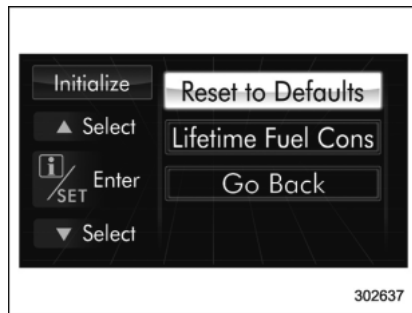 Initialize
▲ Select
i/SET Enter
▼ Select
Reset to Defaults
Lifetime Fuel Cons
Go Back
302637